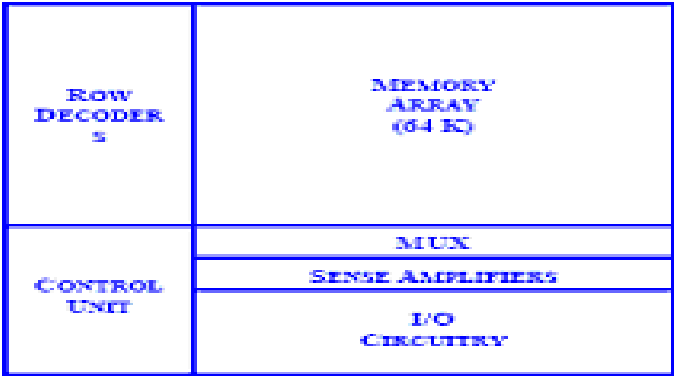 ROW
DECODER
S
MEMORY
ARRAY
(64 K)
MUX
SENSE AMPLIFIERS
CONTROL
UNIT
I/O
CIRCUITRY